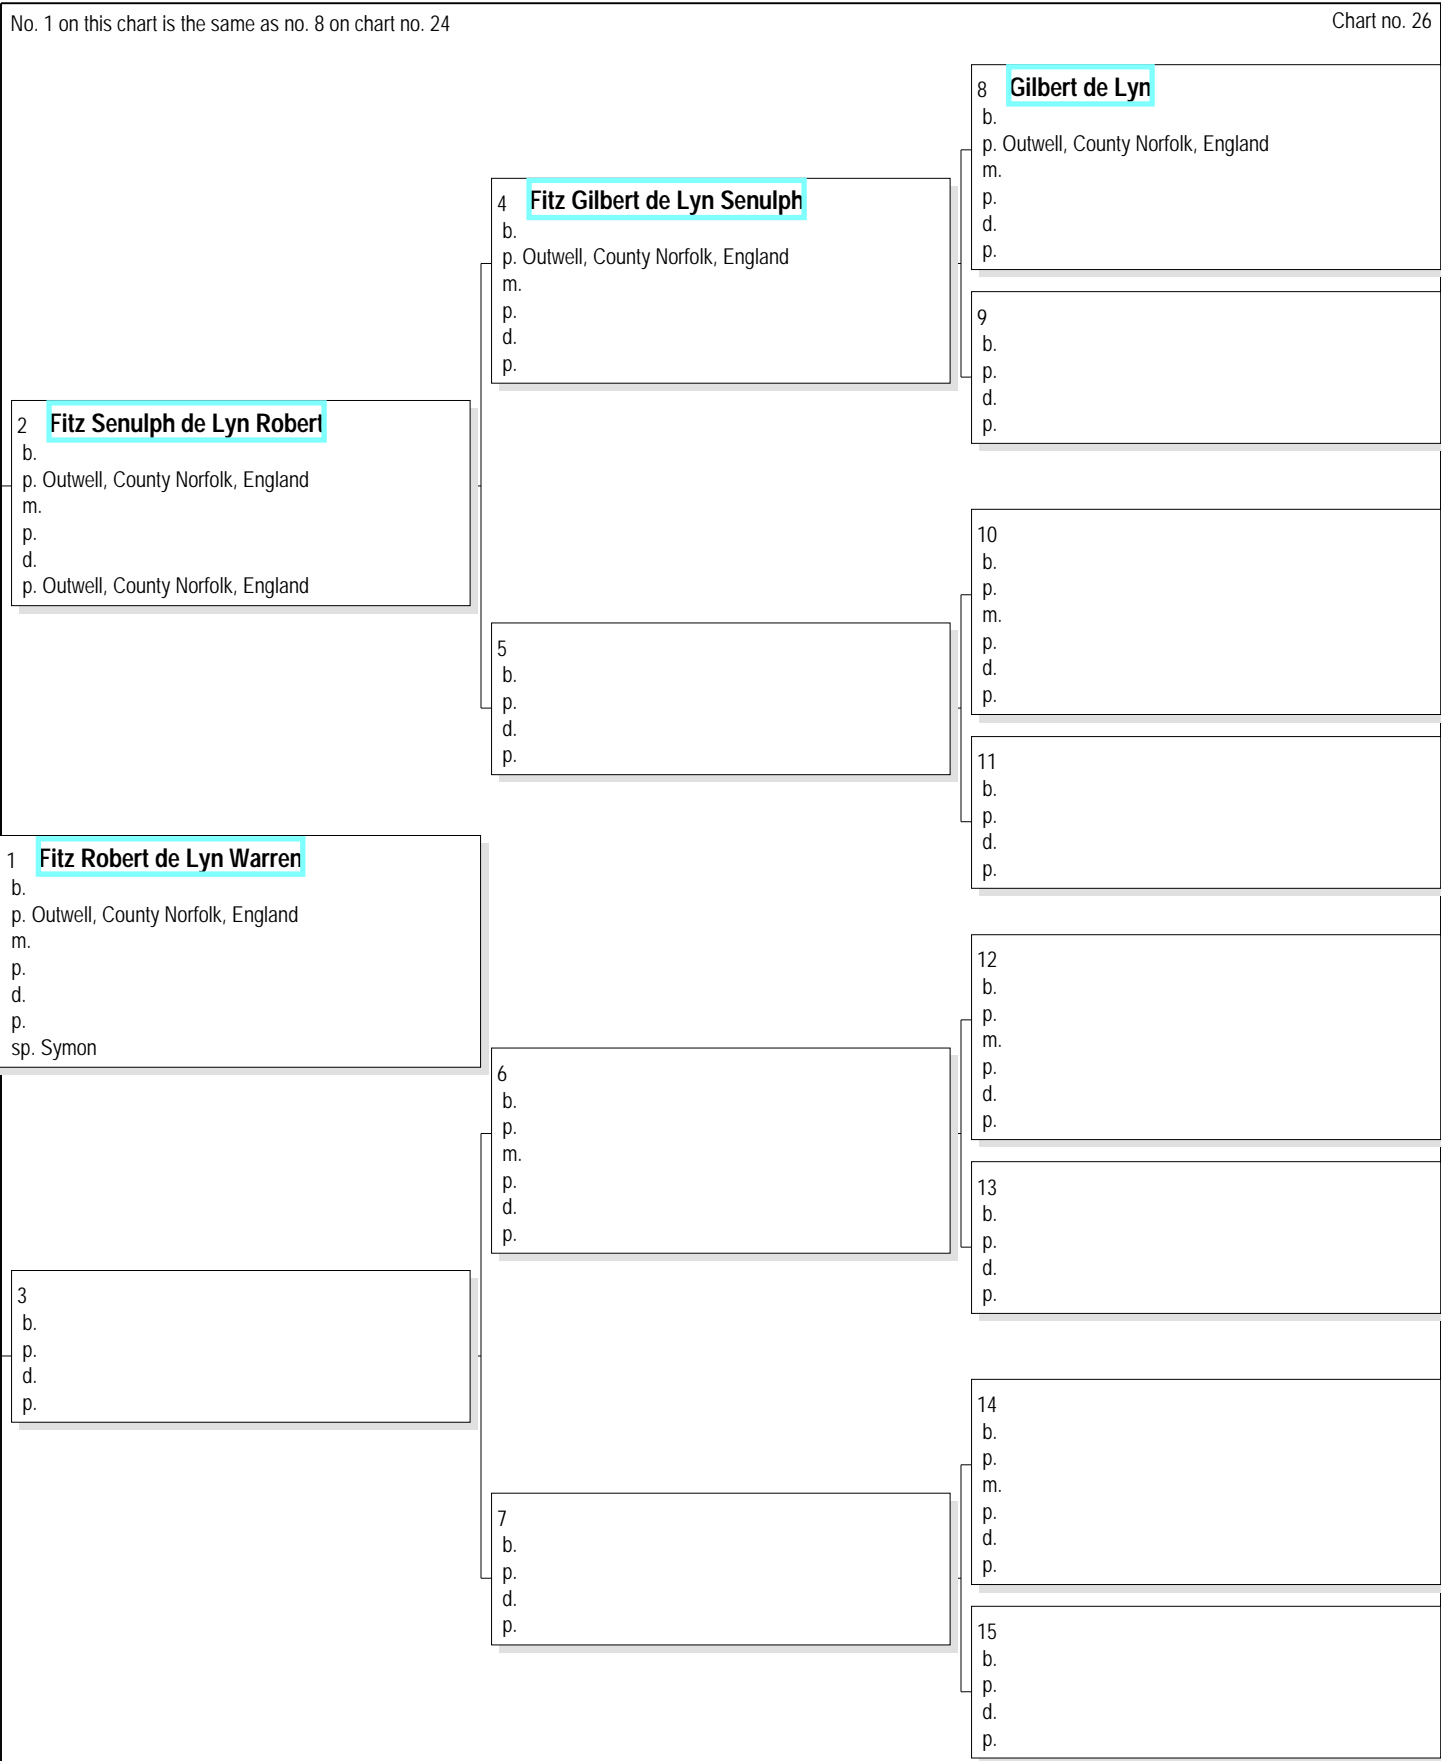 No. 1 on this chart is the same as no. 8 on chart no. 24
Chart no. 26
8 Gilbert de Lyn
b.
p. Outwell, County Norfolk, England
m.
p.
d.
p.
4 Fitz Gilbert de Lyn Senulph
b.
p. Outwell, County Norfolk, England
m.
p.
d.
p.
9
b.
p.
d.
p.
2 Fitz Senulph de Lyn Robert
b.
p. Outwell, County Norfolk, England
m.
p.
d.
p. Outwell, County Norfolk, England
10
b.
p.
m.
p.
d.
p.
5
b.
p.
d.
p.
11
b.
p.
d.
p.
1 Fitz Robert de Lyn Warren
b.
p. Outwell, County Norfolk, England
m.
p.
d.
p.
sp. Symon
12
b.
p.
m.
p.
d.
p.
6
b.
p.
m.
p.
d.
p.
13
b.
p.
d.
p.
3
b.
p.
d.
p.
14
b.
p.
m.
p.
d.
p.
7
b.
p.
d.
p.
15
b.
p.
d.
p.